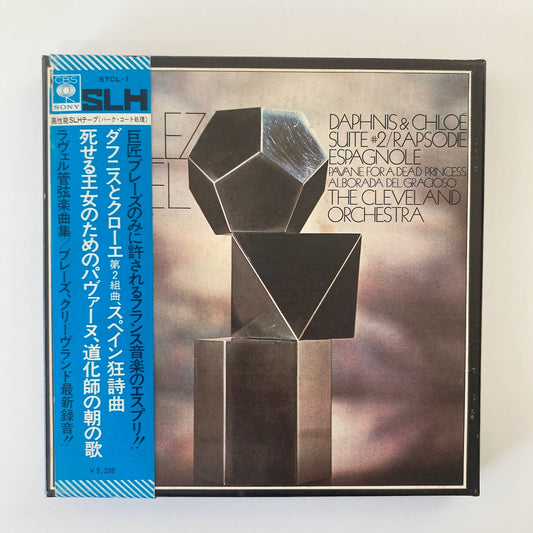 CBS
SONY
STCL-1
SLH
高性能SLHテープ(バーク・コート処理)
巨匠ブレーズのみに許されるフランス音楽のエスプリ!!
ダフニスとクローエ第2組曲、スペイン狂詩曲
死せる王女のためのパヴァーヌ、道化師の朝の歌
ラヴェル管弦楽曲集/ブレーズ、クリーヴランド最新録音!!
¥3,200
LEZ
EL
DAPHNIS & CHLOE
SUITE #2/RAPSODIE
ESPAGNOLE
PAVANE FOR A DEAD PRINCESS
ALBORADA DEL GRACIOSO
THE CLEVELAND
ORCHESTRA